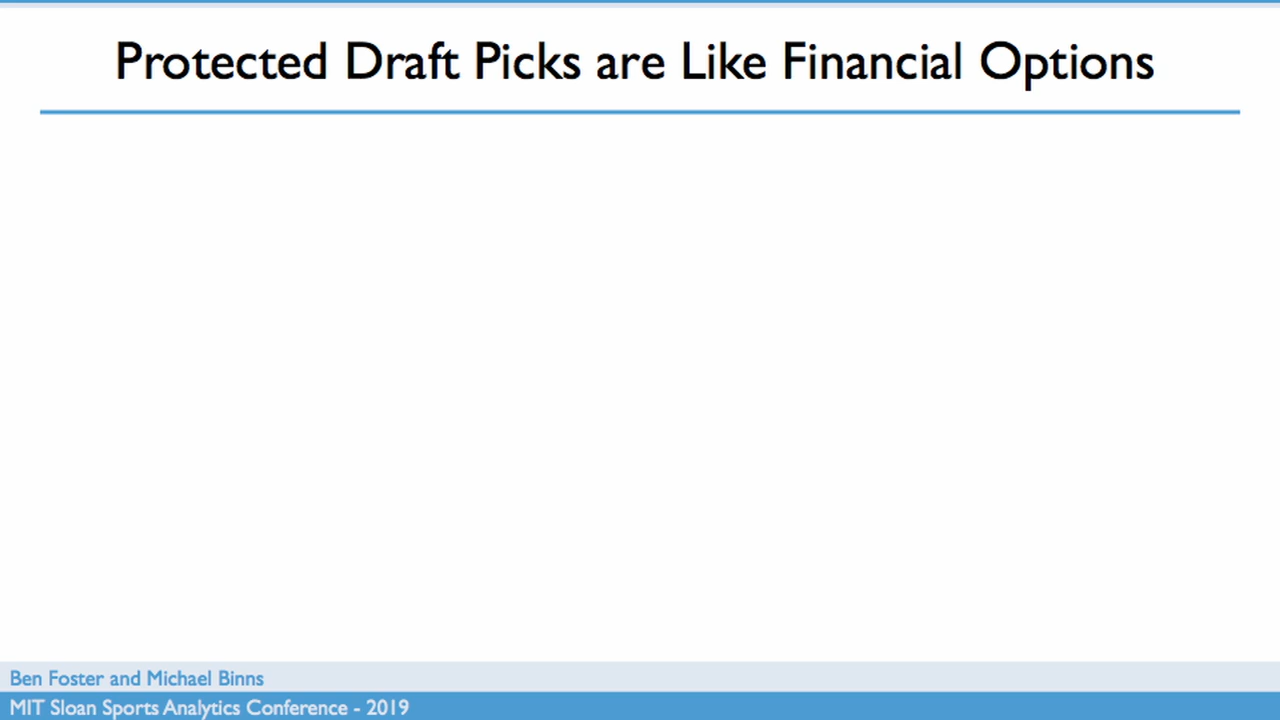 Protected Draft Picks are Like Financial Options
Ben Foster and Michael Binns
MIT Sloan Sports Analytics Conference - 2019